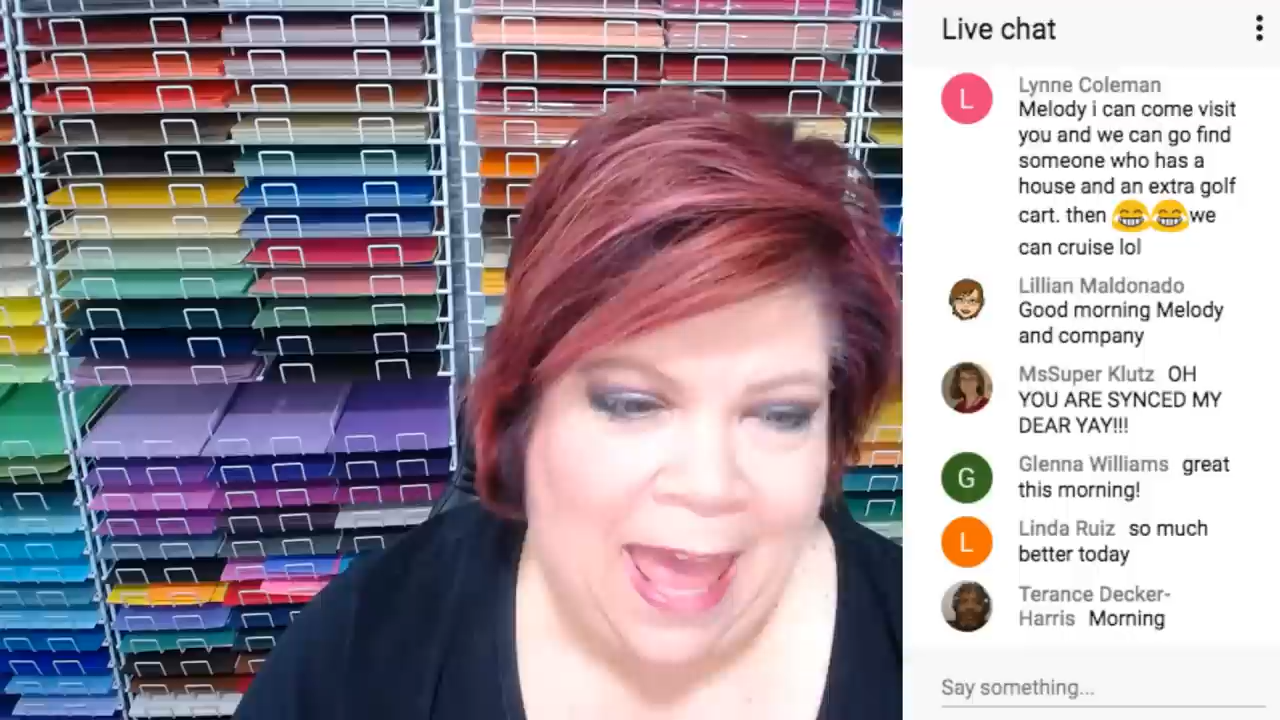 Live chat
L
Lynne Coleman
Melody i can come visit
you and we can go find
someone who has a
house and an extra golf
cart. then 😂😂we
can cruise lol
Lillian Maldonado
Good morning Melody
and company
MsSuper Klutz OH
YOU ARE SYNCED MY
DEAR YAY!!!
G
Glenna Williams great
this morning!
L
Linda Ruiz so much
better today
Terance Decker-
Harris Morning
Say something...